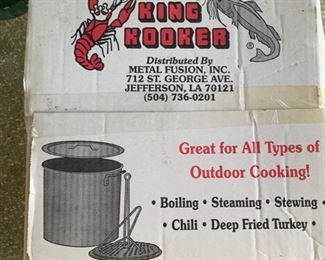 KING
KOOKER
Distributed By
METAL FUSION, INC.
712 ST. GEORGE AVE.
JEFFERSON, LA 70121
(504) 736-0201
Great for All Types of
Outdoor Cooking!
• Boiling • Steaming • Stewing •
• Chili • Deep Fried Turkey •